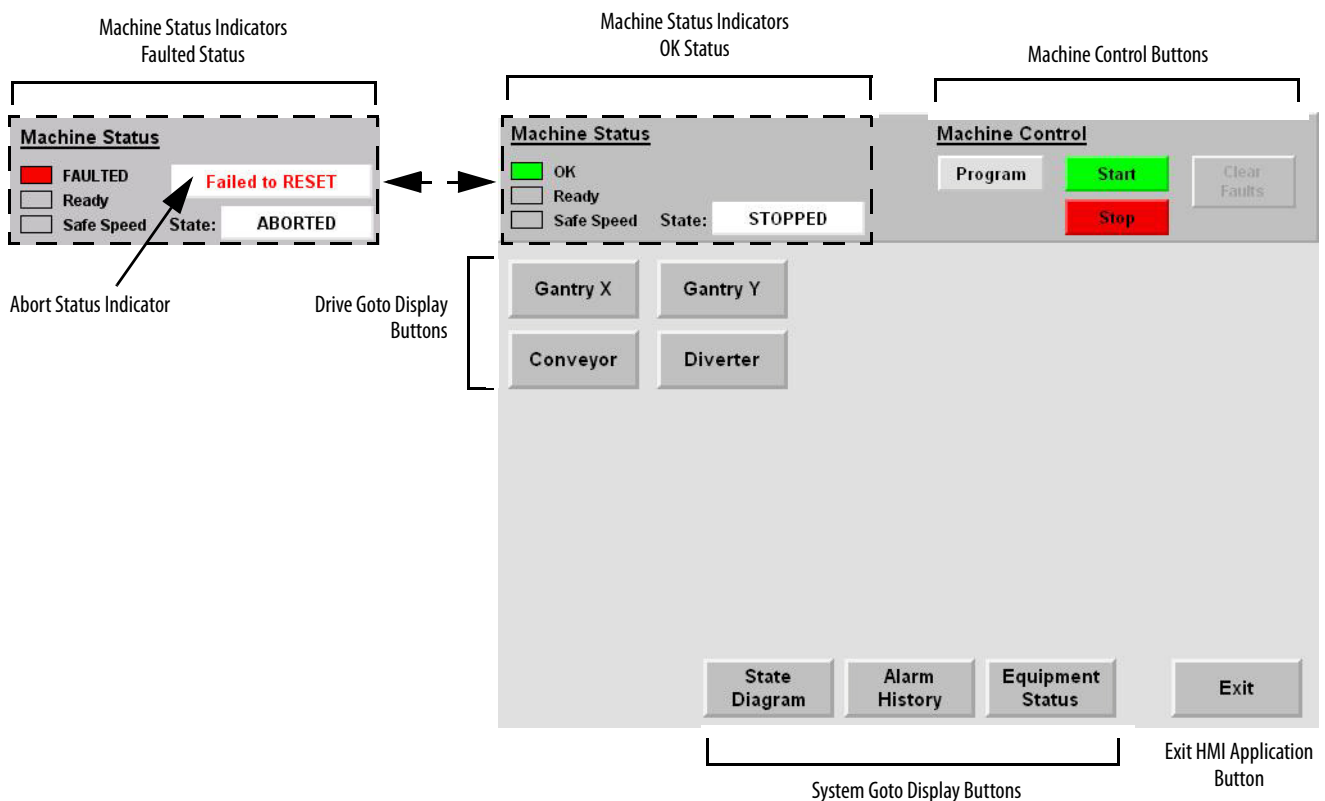 Machine Status Indicators
Faulted Status
Machine Status Indicators
OK Status
Machine Control Buttons
Machine Status
FAULTED
Failed to RESET
Ready
Safe Speed State: ABORTED
Abort Status Indicator
Machine Status
OK
Ready
Safe Speed State: STOPPED
Machine Control
Program
Start
Stop
Clear
Faults
Drive Goto Display
Buttons
Gantry X
Gantry Y
Conveyor
Diverter
State
Diagram
Alarm
History
Equipment
Status
Exit
System Goto Display Buttons
Exit HMI Application
Button